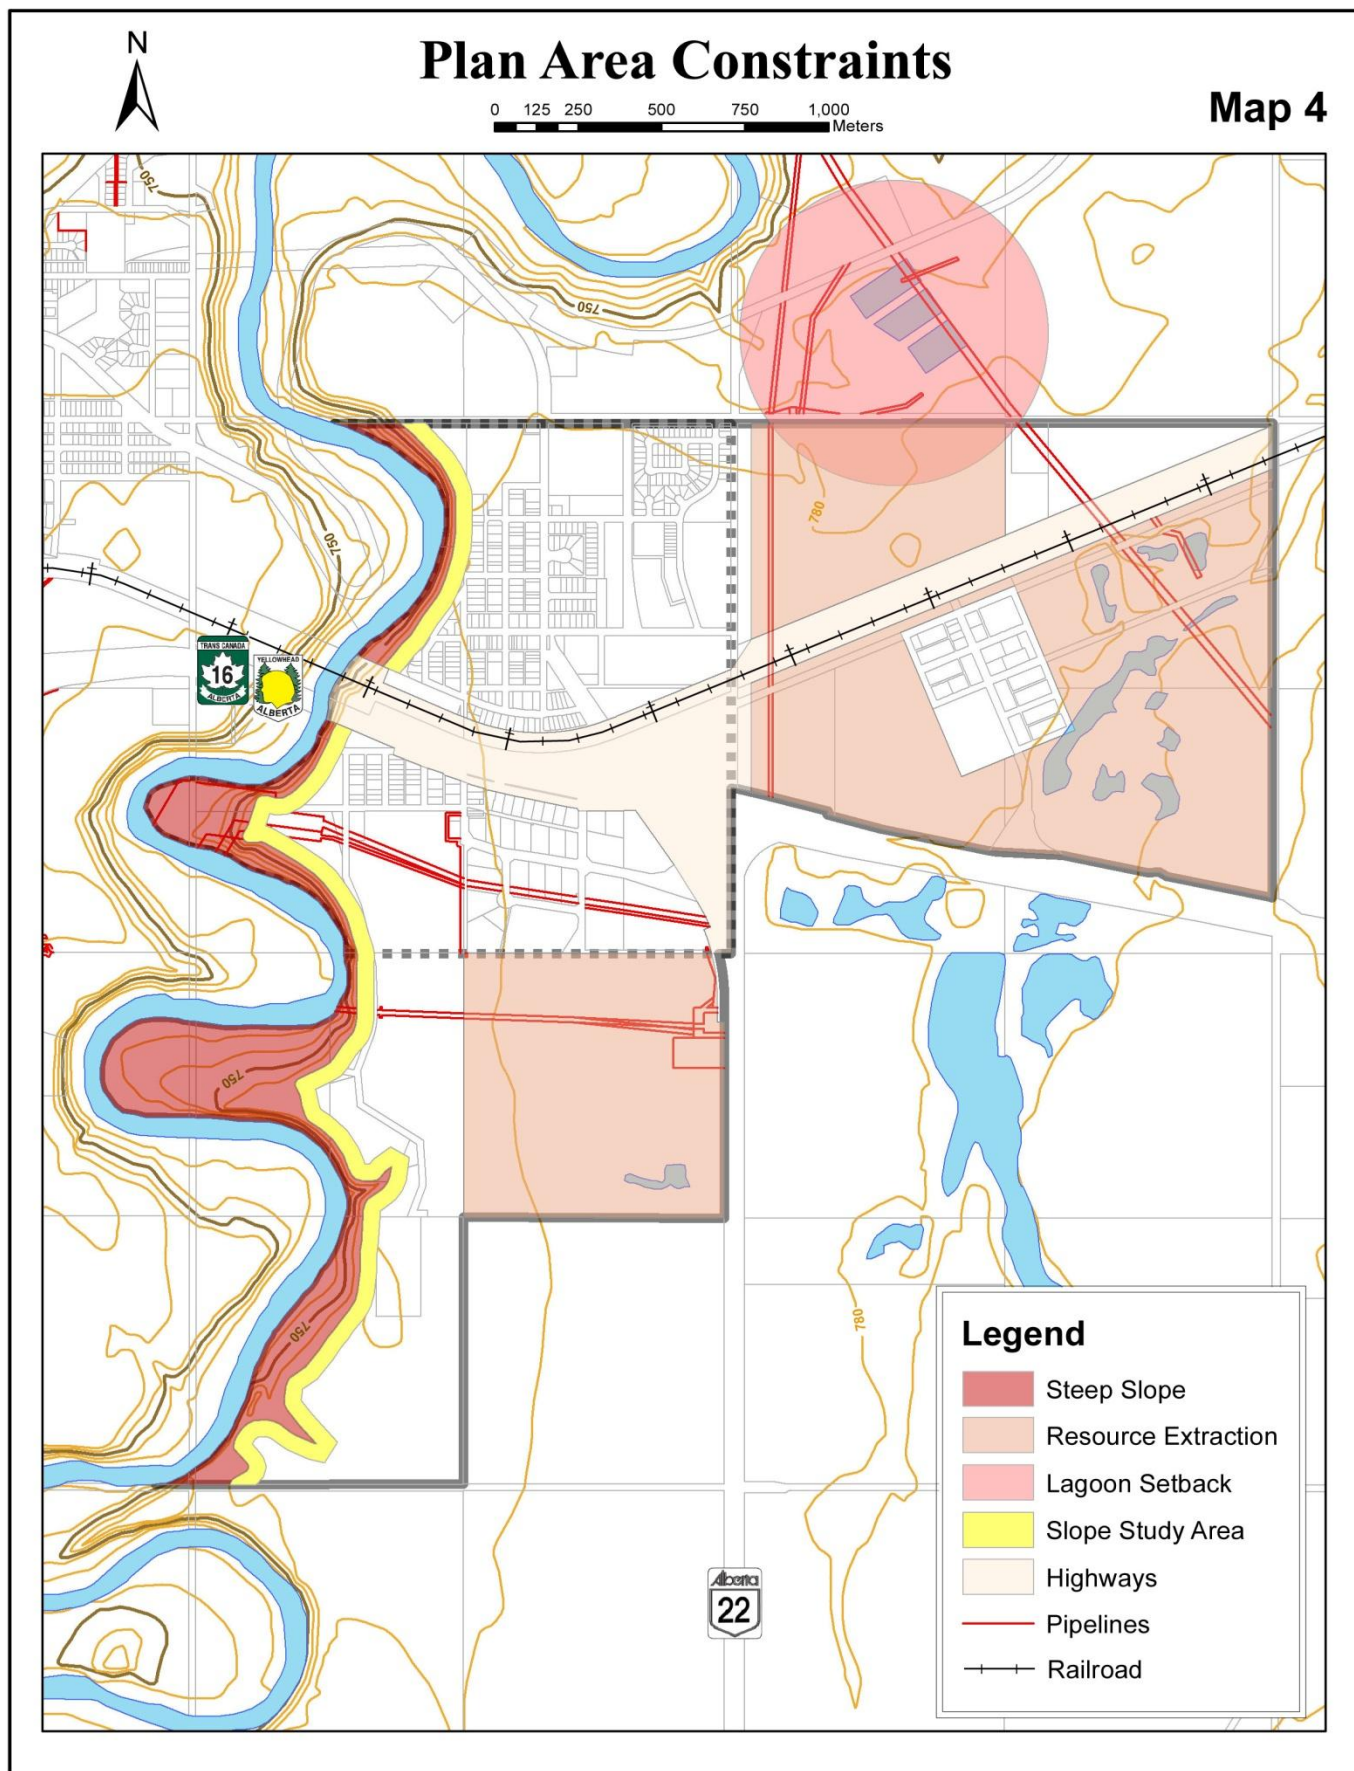 N
Plan Area Constraints
Map 4
0 125 250 500 750 1,000
Meters
750
750
780
750
TRANS CANADA
16
ALBERTA
YELLOWHEAD
ALBERTA
750
750
780
Legend
Steep Slope
Resource Extraction
Lagoon Setback
Slope Study Area
Highways
Pipelines
Railroad
Alberta
22